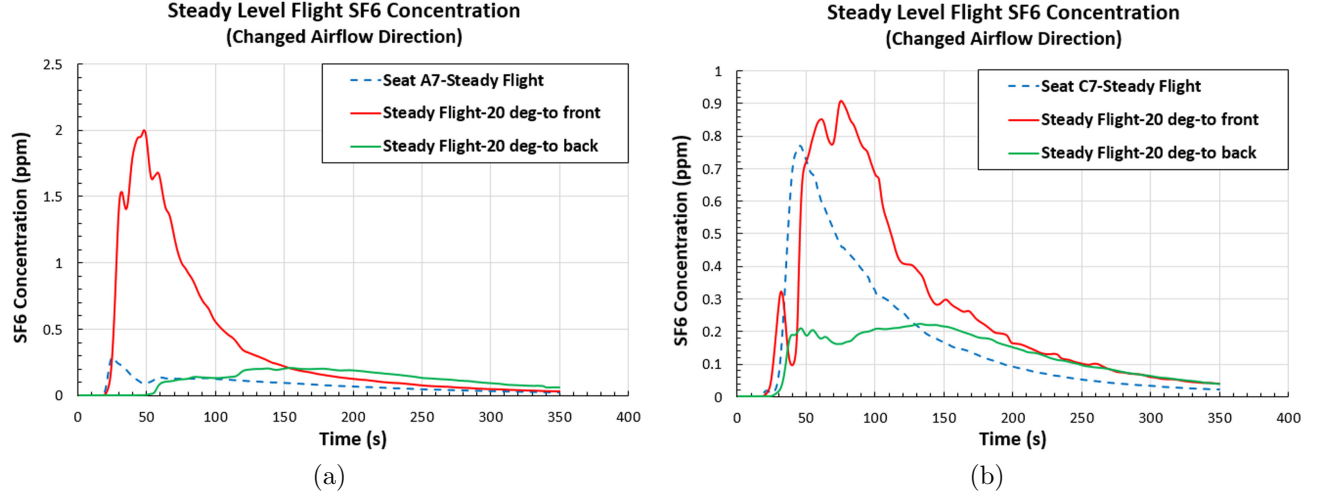 Steady Level Flight SF6 Concentration
(Changed Airflow Direction)
2.5
2
1.5
1
0.5
0
SF6 Concentration (ppm)
Seat A7-Steady Flight
Steady Flight-20 deg-to front
Steady Flight-20 deg-to back
0 50 100 150 200 250 300 350 400
Time (s)
(a)
Steady Level Flight SF6 Concentration
(Changed Airflow Direction)
1
0.9
0.8
0.7
0.6
0.5
0.4
0.3
0.2
0.1
0
SF6 Concentration (ppm)
Seat C7-Steady Flight
Steady Flight-20 deg-to front
Steady Flight-20 deg-to back
0 50 100 150 200 250 300 350 400
Time (s)
(b)